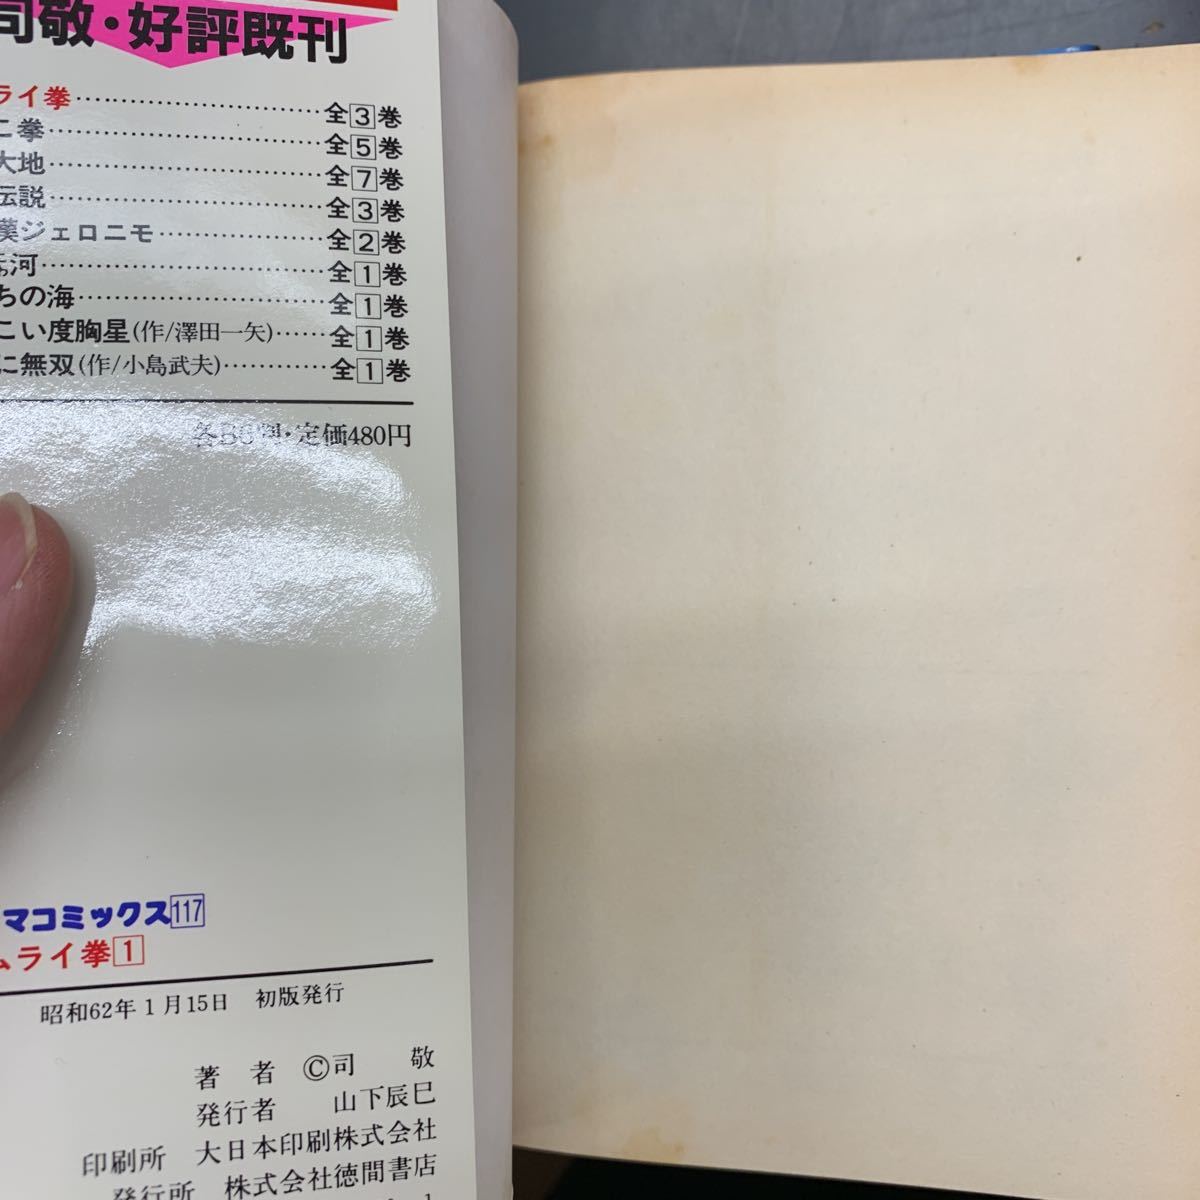 司敬・好評既刊
ライ拳……………………全3巻
こ拳……………………全5巻
大地……………………全7巻
伝説……………………全3巻
漢ジェロニモ……………全2巻
河……………………全1巻
ちの海……………………全1巻
こい度胸星(作/澤田一矢)……全1巻
に無双(作/小島武夫)…………全1巻
各B6判・定価480円
マコミックス117
ムライ拳1
昭和62年1月15日 初版発行
著者 ©司 敬
発行者 山下辰巳
印刷所 大日本印刷株式会社
発行所 株式会社徳間書店